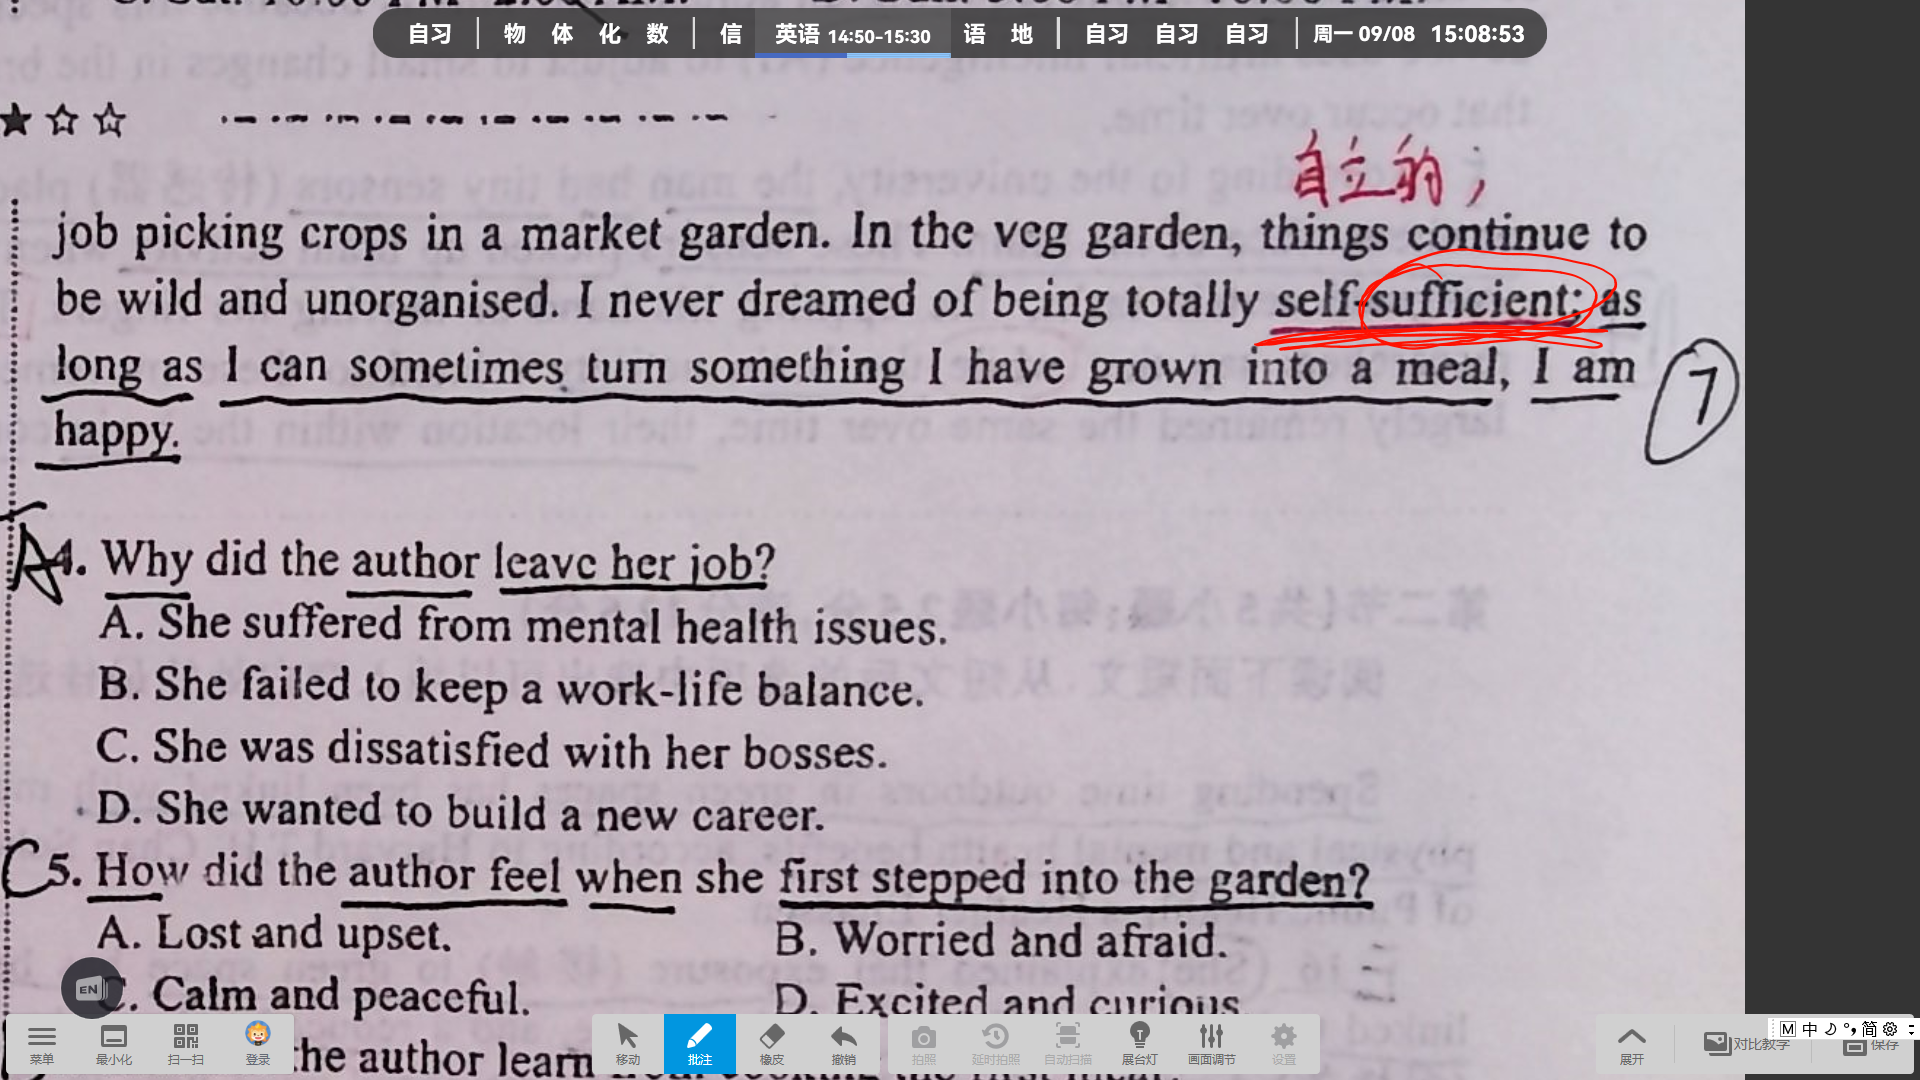 自习 | 物 体 化 数 | 信 英语 14:50-15:30 语 地 | 自习 自习 自习 | 周一 09/08 15:08:53
自立的;
job picking crops in a market garden. In the veg garden, things continue to
be wild and unorganised. I never dreamed of being totally self-sufficient; as
long as I can sometimes turn something I have grown into a meal, I am
happy.
7
A 4. Why did the author leave her job?
A. She suffered from mental health issues.
B. She failed to keep a work-life balance.
C. She was dissatisfied with her bosses.
D. She wanted to build a new career.
C 5. How did the author feel when she first stepped into the garden?
A. Lost and upset. B. Worried and afraid.
C. Calm and peaceful. D. Excited and curious
the author learn
EN
M 中 简
菜单 最小化 扫一扫 登录 移动 批注 橡皮 撤销 拍照 延时拍照 自动扫描 展台灯 画面调节 设置 展开 对比教学 保存